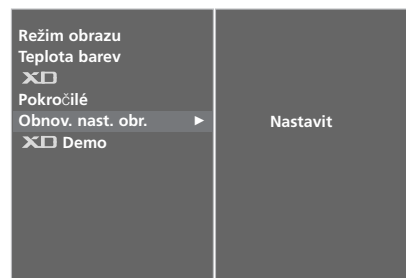 Režim obrazu
Teplota barev
XD
Pokročilé
Obnov. nast. obr. ►
Nastavit
XD Demo